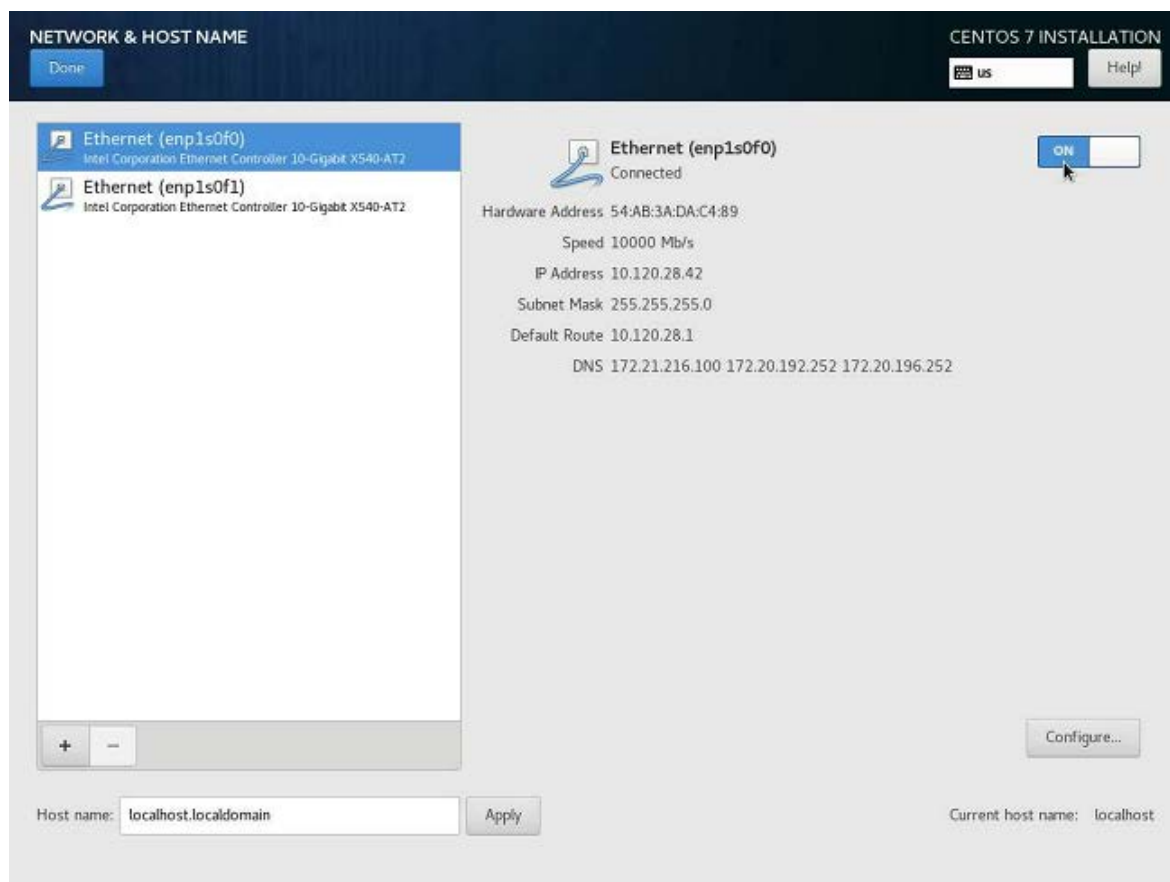 NETWORK & HOST NAME
Done
CENTOS 7 INSTALLATION
us
Help!
Ethernet (enp1s0f0)
Intel Corporation Ethernet Controller 10-Gigabit X540-AT2
Ethernet (enp1s0f1)
Intel Corporation Ethernet Controller 10-Gigabit X540-AT2
Ethernet (enp1s0f0)
Connected
ON
Hardware Address 54:AB:3A:DA:C4:89
Speed 10000 Mb/s
IP Address 10.120.28.42
Subnet Mask 255.255.255.0
Default Route 10.120.28.1
DNS 172.21.216.100 172.20.192.252 172.20.196.252
+ −
Configure...
Host name: localhost.localdomain Apply
Current host name: localhost